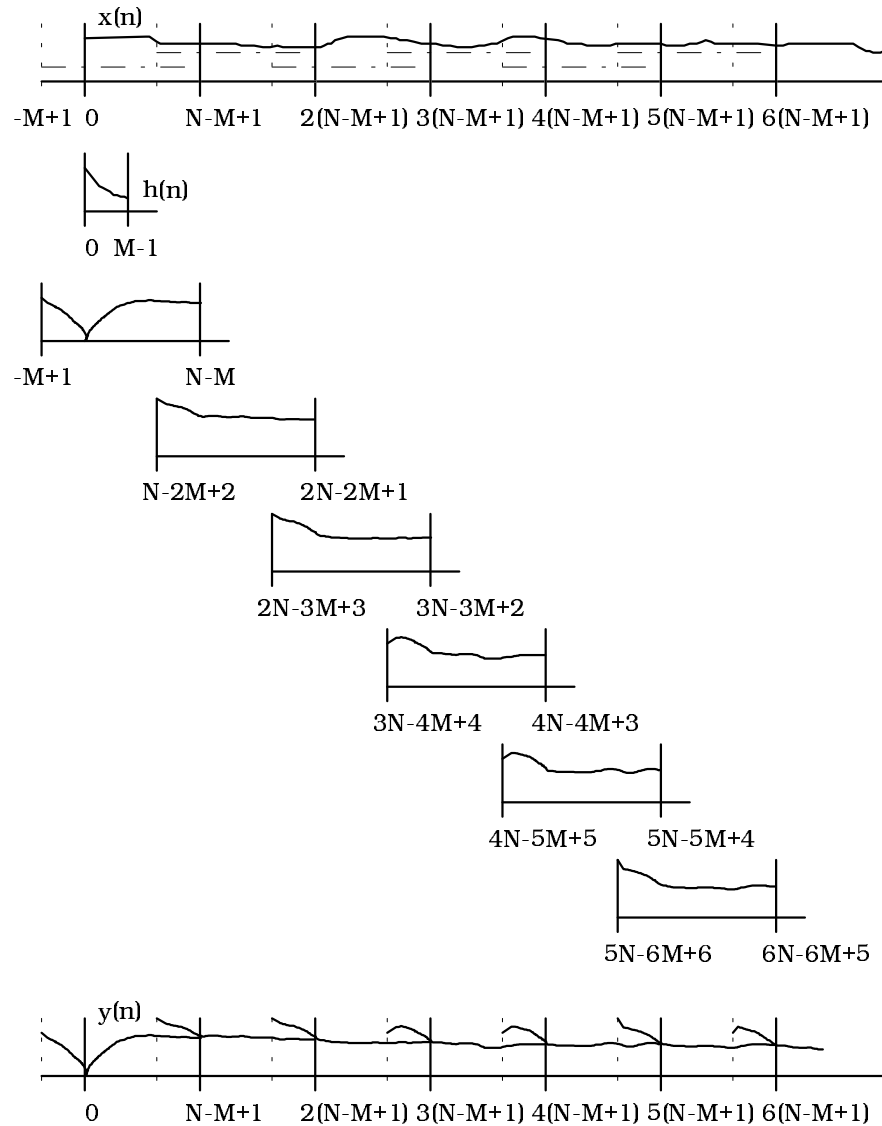 x(n)
-M+1 0 N-M+1 2(N-M+1) 3(N-M+1) 4(N-M+1) 5(N-M+1) 6(N-M+1)
h(n)
0 M-1
-M+1 N-M
N-2M+2 2N-2M+1
2N-3M+3 3N-3M+2
3N-4M+4 4N-4M+3
4N-5M+5 5N-5M+4
5N-6M+6 6N-6M+5
y(n)
0 N-M+1 2(N-M+1) 3(N-M+1) 4(N-M+1) 5(N-M+1) 6(N-M+1)